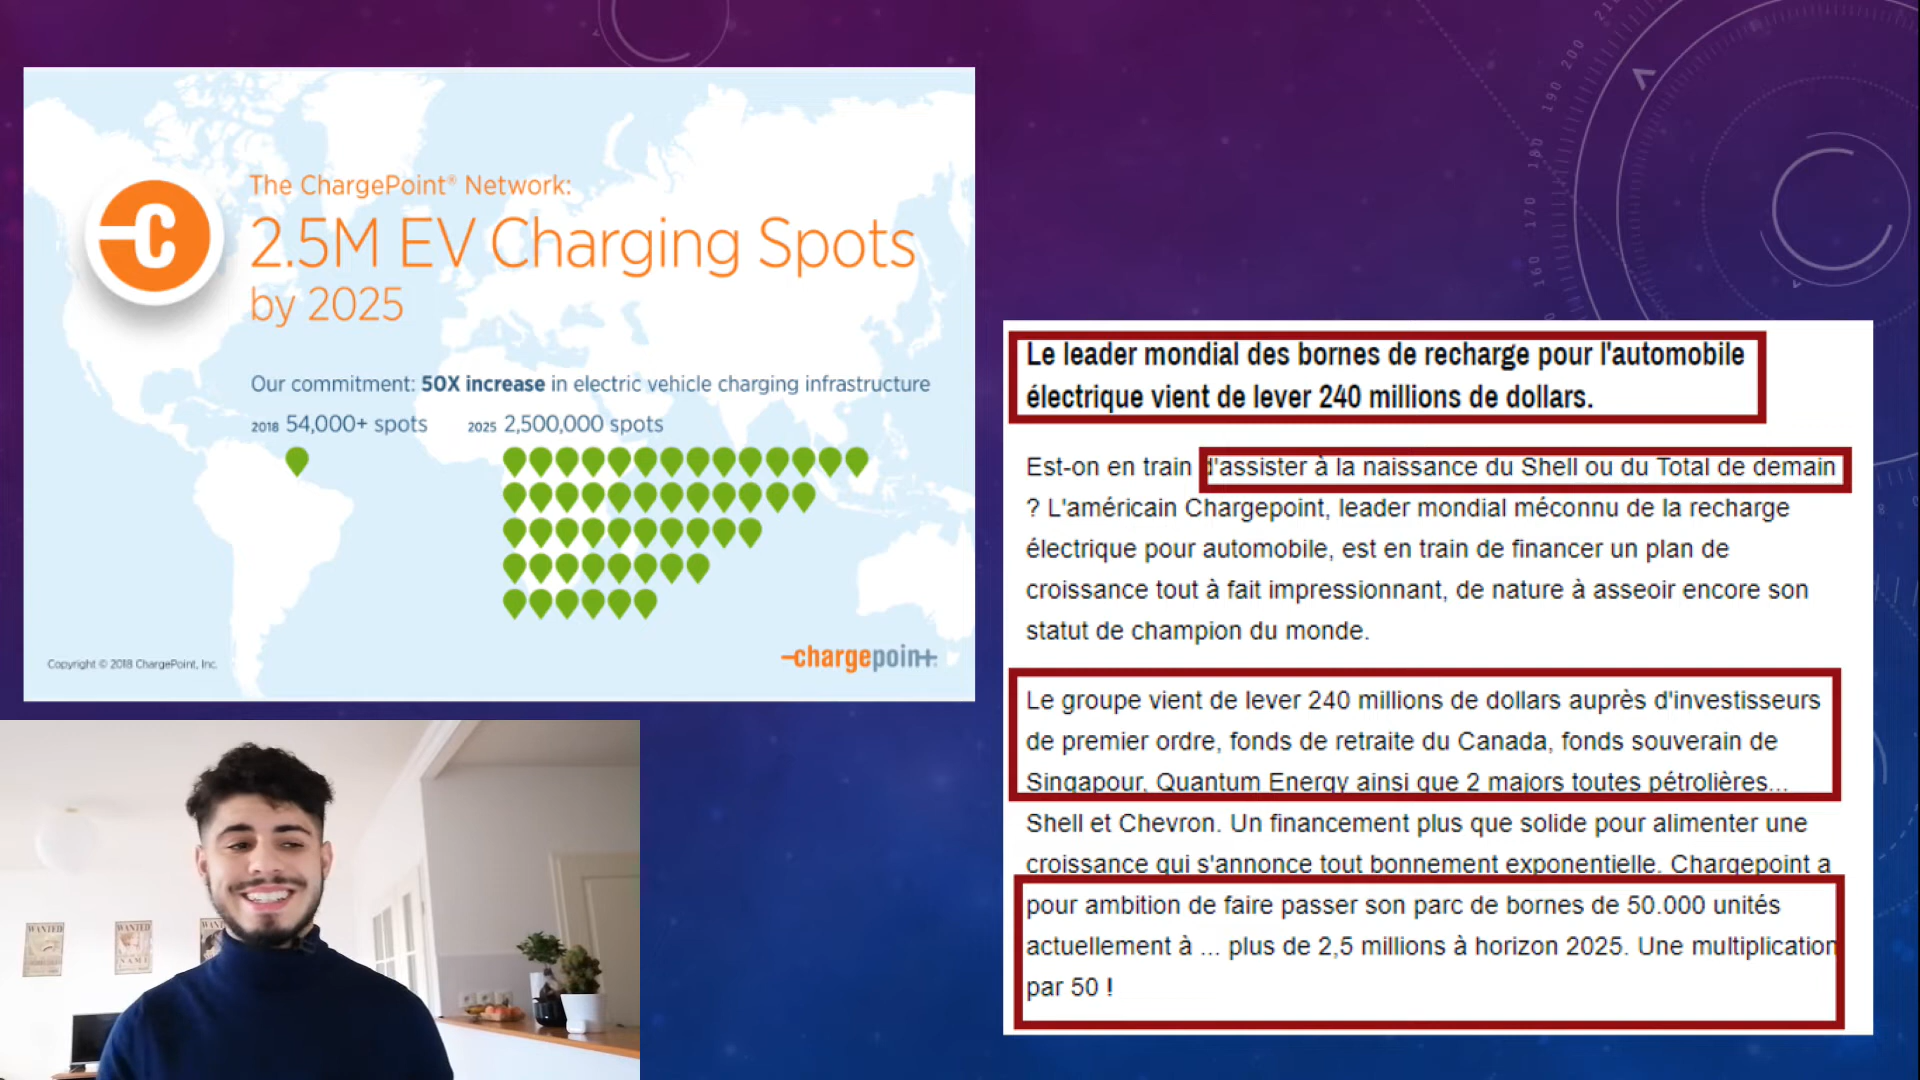 The ChargePoint® Network:
2.5M EV Charging Spots
by 2025
Our commitment: 50X increase in electric vehicle charging infrastructure
2018 54,000+ spots 2025 2,500,000 spots
Copyright © 2018 ChargePoint, Inc.
chargepoin+
Le leader mondial des bornes de recharge pour l'automobile
électrique vient de lever 240 millions de dollars.
Est-on en train d'assister à la naissance du Shell ou du Total de demain
? L'américain Chargepoint, leader mondial méconnu de la recharge
électrique pour automobile, est en train de financer un plan de
croissance tout à fait impressionnant, de nature à asseoir encore son
statut de champion du monde.
Le groupe vient de lever 240 millions de dollars auprès d'investisseurs
de premier ordre, fonds de retraite du Canada, fonds souverain de
Singapour, Quantum Energy ainsi que 2 majors toutes pétrolières...
Shell et Chevron. Un financement plus que solide pour alimenter une
croissance qui s'annonce tout bonnement exponentielle. Chargepoint a
pour ambition de faire passer son parc de bornes de 50.000 unités
actuellement à ... plus de 2,5 millions à horizon 2025. Une multiplication
par 50 !
210
200
190
180
170
160
WANTED
WANTED
WANT